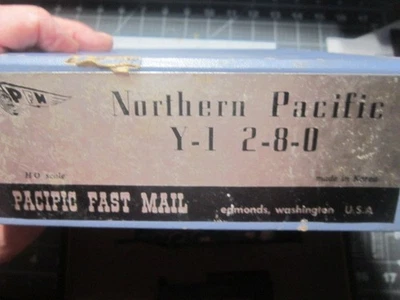 PFM
Northern Pacific
Y-1 2-8-0
HO scale
made in Korea
PACIFIC FAST MAIL
edmonds, washington U.S.A